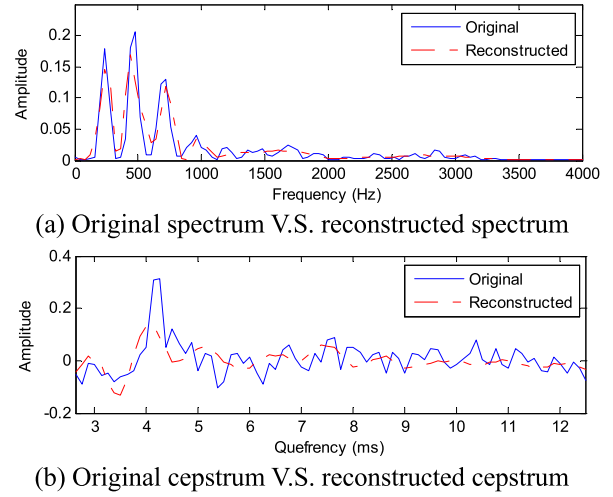 Original
Reconstructed
0.2
0.15
0.1
0.05
0
Amplitude
0 500 1000 1500 2000 2500 3000 3500 4000
Frequency (Hz)
(a) Original spectrum V.S. reconstructed spectrum
0.4
0.2
0
-0.2
Amplitude
Original
Reconstructed
3 4 5 6 7 8 9 10 11 12
Quefrency (ms)
(b) Original cepstrum V.S. reconstructed cepstrum